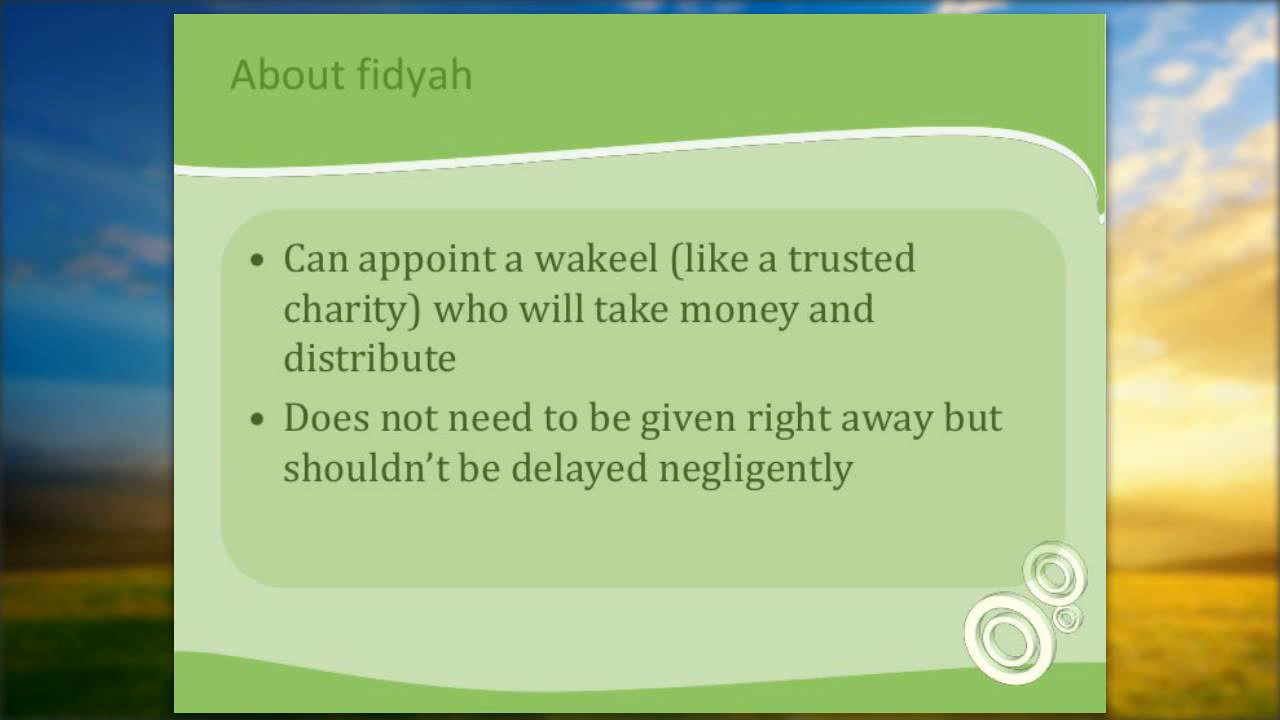 About fidyah
• Can appoint a wakeel (like a trusted
charity) who will take money and
distribute
• Does not need to be given right away but
shouldn’t be delayed negligently